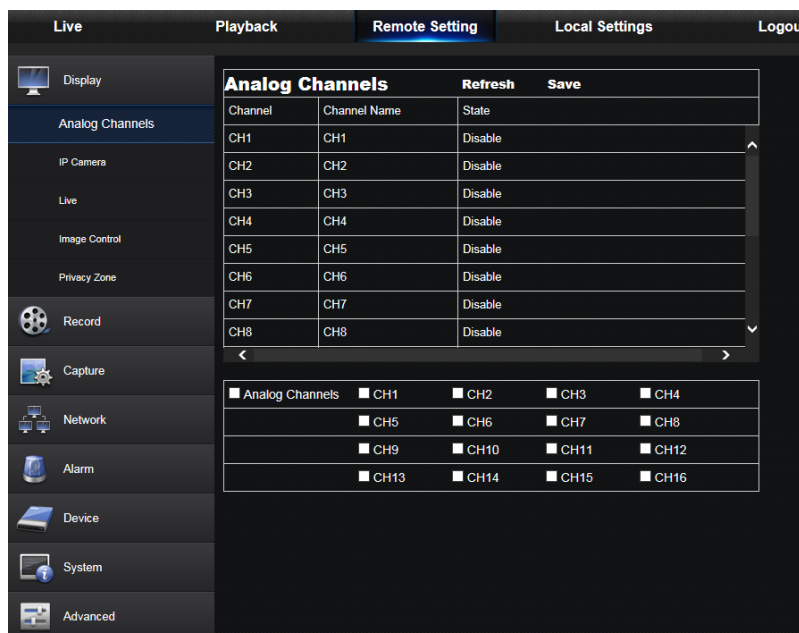 Live Playback Remote Setting Local Settings Logou
Display
Analog Channels
IP Camera
Live
Image Control
Privacy Zone
Record
Capture
Network
Alarm
Device
System
Advanced
Analog Channels Refresh Save
Channel Channel Name State
CH1 CH1 Disable
CH2 CH2 Disable
CH3 CH3 Disable
CH4 CH4 Disable
CH5 CH5 Disable
CH6 CH6 Disable
CH7 CH7 Disable
CH8 CH8 Disable
Analog Channels CH1 CH2 CH3 CH4
CH5 CH6 CH7 CH8
CH9 CH10 CH11 CH12
CH13 CH14 CH15 CH16